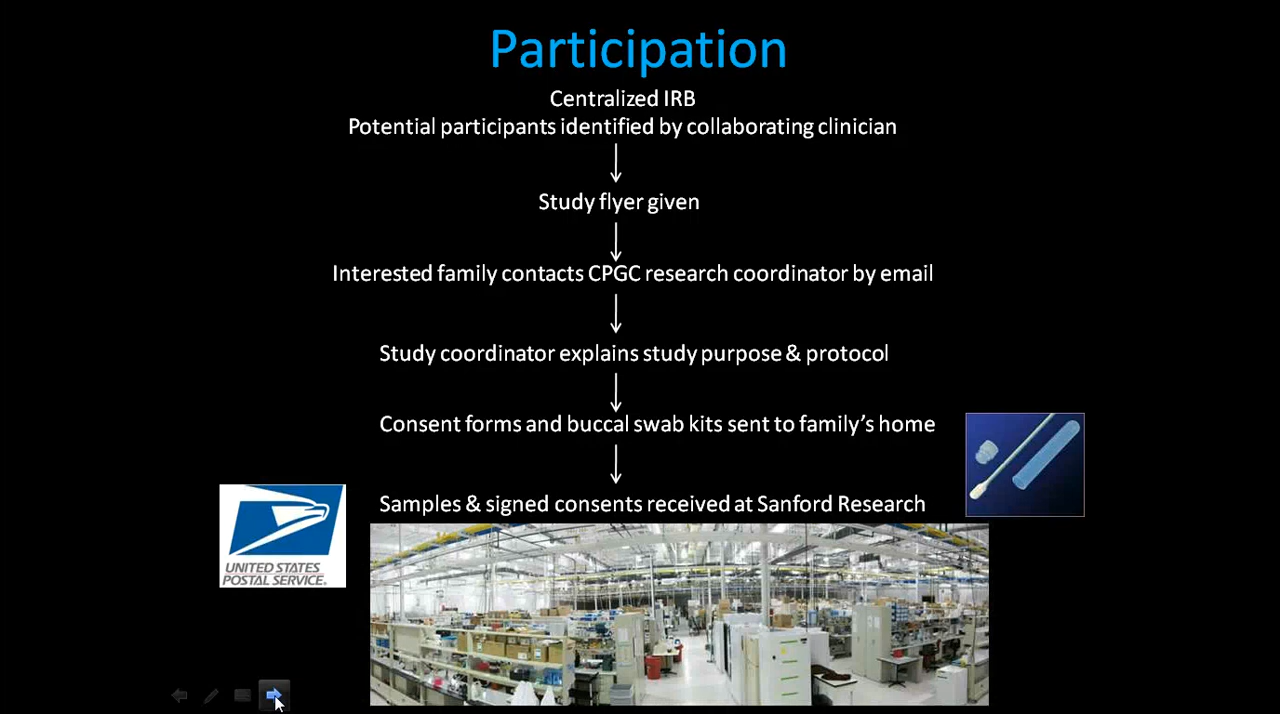 Participation
Centralized IRB
Potential participants identified by collaborating clinician
Study flyer given
Interested family contacts CPGC research coordinator by email
Study coordinator explains study purpose & protocol
Consent forms and buccal swab kits sent to family's home
Samples & signed consents received at Sanford Research
UNITED STATES
POSTAL SERVICE®